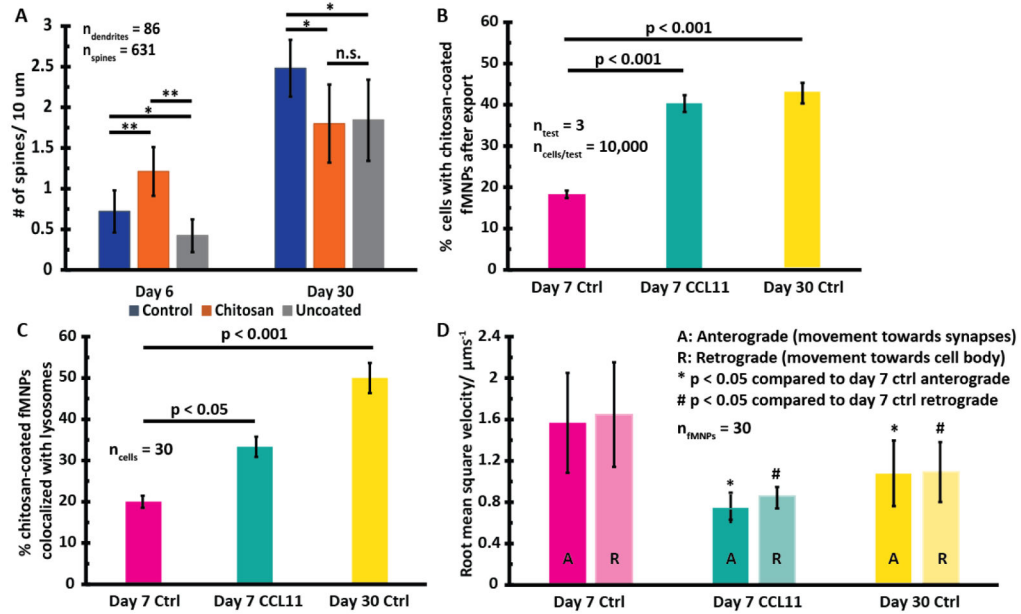 A
# of spines/ 10 um
3
2.5
2
1.5
1
0.5
0
n_dendrites = 86
n_spines = 631
**
*
**
*
*
n.s.
Day 6
Day 30
Control
Chitosan
Uncoated
B
% cells with chitosan-coated
fMNPs after export
60
50
40
30
20
10
0
p < 0.001
p < 0.001
n_test = 3
n_cells/test = 10,000
Day 7 Ctrl
Day 7 CCL11
Day 30 Ctrl
C
% chitosan-coated fMNPs
colocalized with lysosomes
60
50
40
30
20
10
0
p < 0.001
p < 0.05
n_cells = 30
Day 7 Ctrl
Day 7 CCL11
Day 30 Ctrl
D
Root mean square velocity/ μms⁻¹
2.4
2
1.6
1.2
0.8
0.4
0
A: Anterograde (movement towards synapses)
R: Retrograde (movement towards cell body)
* p < 0.05 compared to day 7 ctrl anterograde
# p < 0.05 compared to day 7 ctrl retrograde
n_fMNPs = 30
*
#
*
#
A
R
A
R
A
R
Day 7 Ctrl
Day 7 CCL11
Day 30 Ctrl